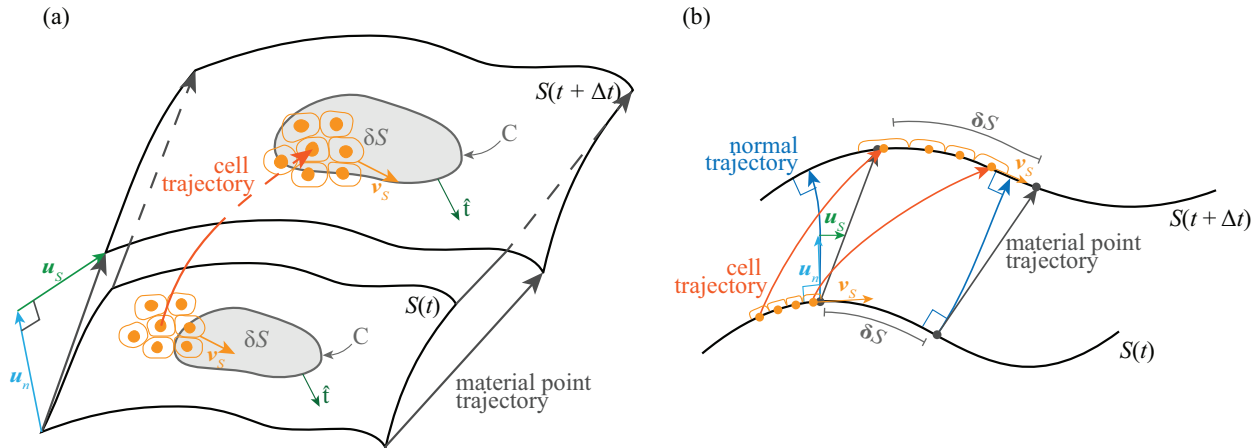 (a)
S(t + Δt)
δS
C
cell
trajectory
v_S
t̂
u_S
S(t)
δS
C
v_S
u_n
t̂
material point
trajectory
(b)
δS
normal
trajectory
v_S
S(t + Δt)
u_S
material point
trajectory
cell
trajectory
u_n
v_S
δS
S(t)